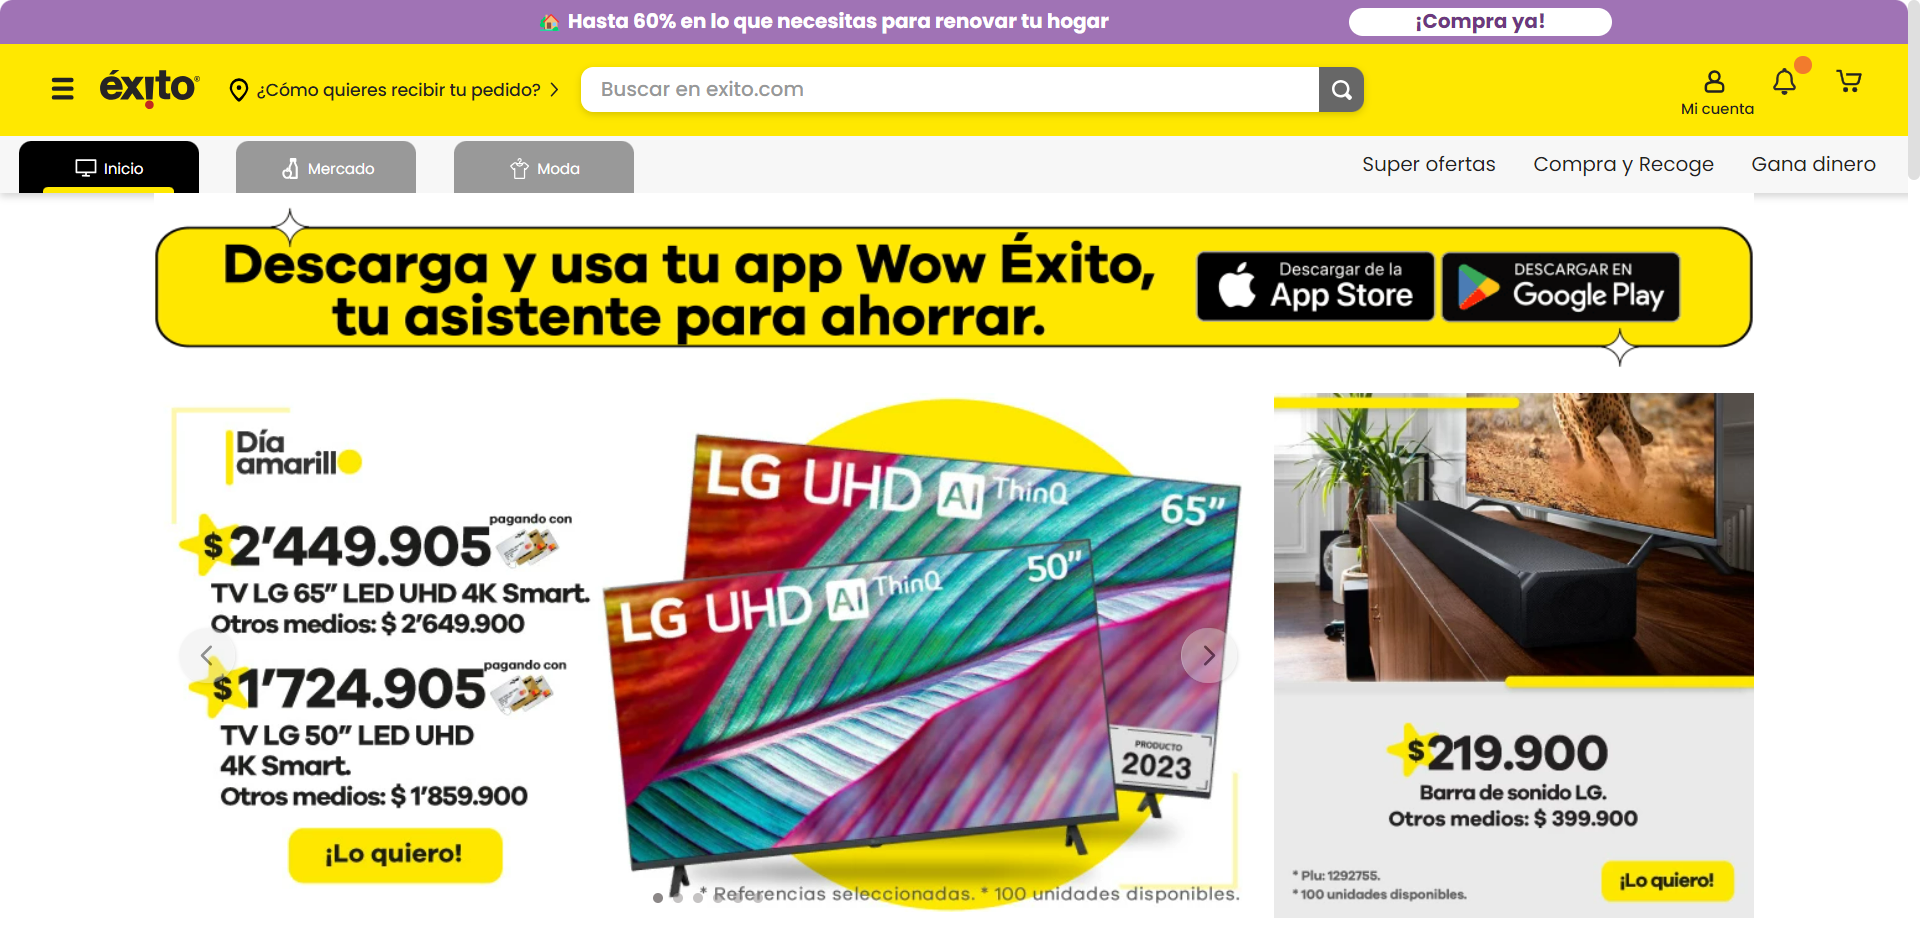 Hasta 60% en lo que necesitas para renovar tu hogar
¡Compra ya!
éxito
¿Cómo quieres recibir tu pedido?
Buscar en exito.com
Mi cuenta
Inicio
Mercado
Moda
Super ofertas
Compra y Recoge
Gana dinero
Descarga y usa tu app Wow Éxito,
tu asistente para ahorrar.
Descargar de la
App Store
DESCARGAR EN
Google Play
Día
amarillo
$2’449.905
pagando con
TV LG 65” LED UHD 4K Smart.
Otros medios: $ 2’649.900
$1’724.905
pagando con
TV LG 50” LED UHD
4K Smart.
Otros medios: $ 1’859.900
¡Lo quiero!
LG UHD AI ThinQ
65”
LG UHD AI ThinQ
50”
PRODUCTO
2023
* Referencias seleccionadas. * 100 unidades disponibles.
$219.900
Barra de sonido LG.
Otros medios: $ 399.900
* Plu: 1292755.
* 100 unidades disponibles.
¡Lo quiero!